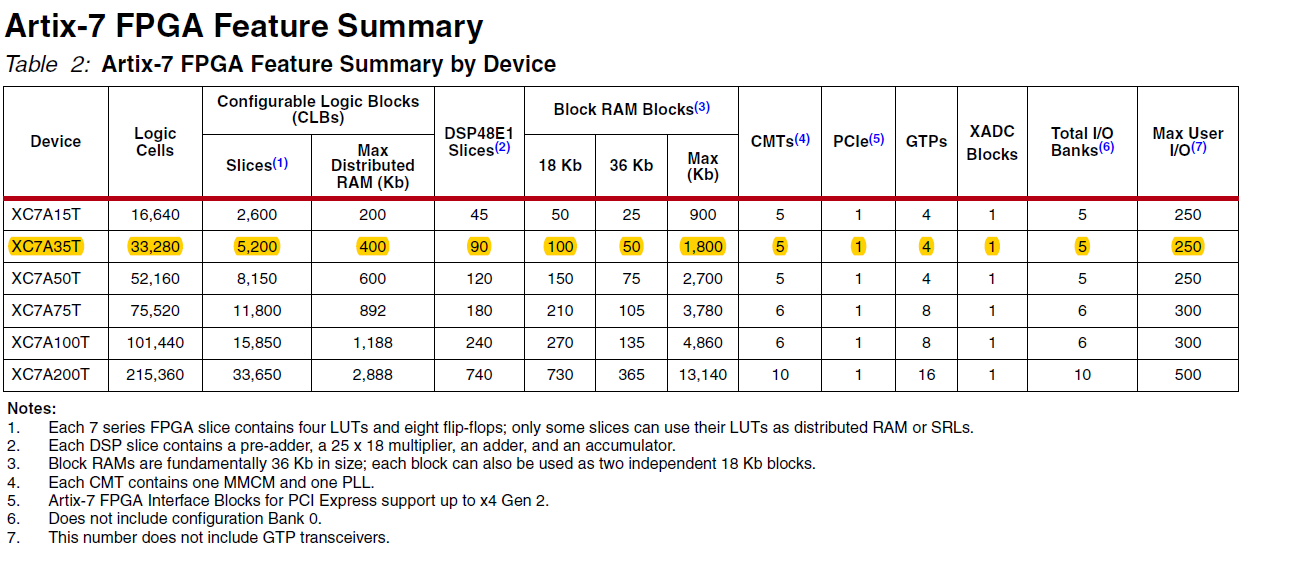 Artix-7 FPGA Feature Summary
Table 2: Artix-7 FPGA Feature Summary by Device
Device Logic Cells Configurable Logic Blocks (CLBs) DSP48E1 Slices(2) Block RAM Blocks(3) CMTs(4) PCIe(5) GTPs XADC Blocks Total I/O Banks(6) Max User I/O(7)
Slices(1) Max Distributed RAM (Kb) 18 Kb 36 Kb Max (Kb)
XC7A15T 16,640 2,600 200 45 50 25 900 5 1 4 1 5 250
XC7A35T 33,280 5,200 400 90 100 50 1,800 5 1 4 1 5 250
XC7A50T 52,160 8,150 600 120 150 75 2,700 5 1 4 1 5 250
XC7A75T 75,520 11,800 892 180 210 105 3,780 6 1 8 1 6 300
XC7A100T 101,440 15,850 1,188 240 270 135 4,860 6 1 8 1 6 300
XC7A200T 215,360 33,650 2,888 740 730 365 13,140 10 1 16 1 10 500
Notes:
1. Each 7 series FPGA slice contains four LUTs and eight flip-flops; only some slices can use their LUTs as distributed RAM or SRLs.
2. Each DSP slice contains a pre-adder, a 25 x 18 multiplier, an adder, and an accumulator.
3. Block RAMs are fundamentally 36 Kb in size; each block can also be used as two independent 18 Kb blocks.
4. Each CMT contains one MMCM and one PLL.
5. Artix-7 FPGA Interface Blocks for PCI Express support up to x4 Gen 2.
6. Does not include configuration Bank 0.
7. This number does not include GTP transceivers.